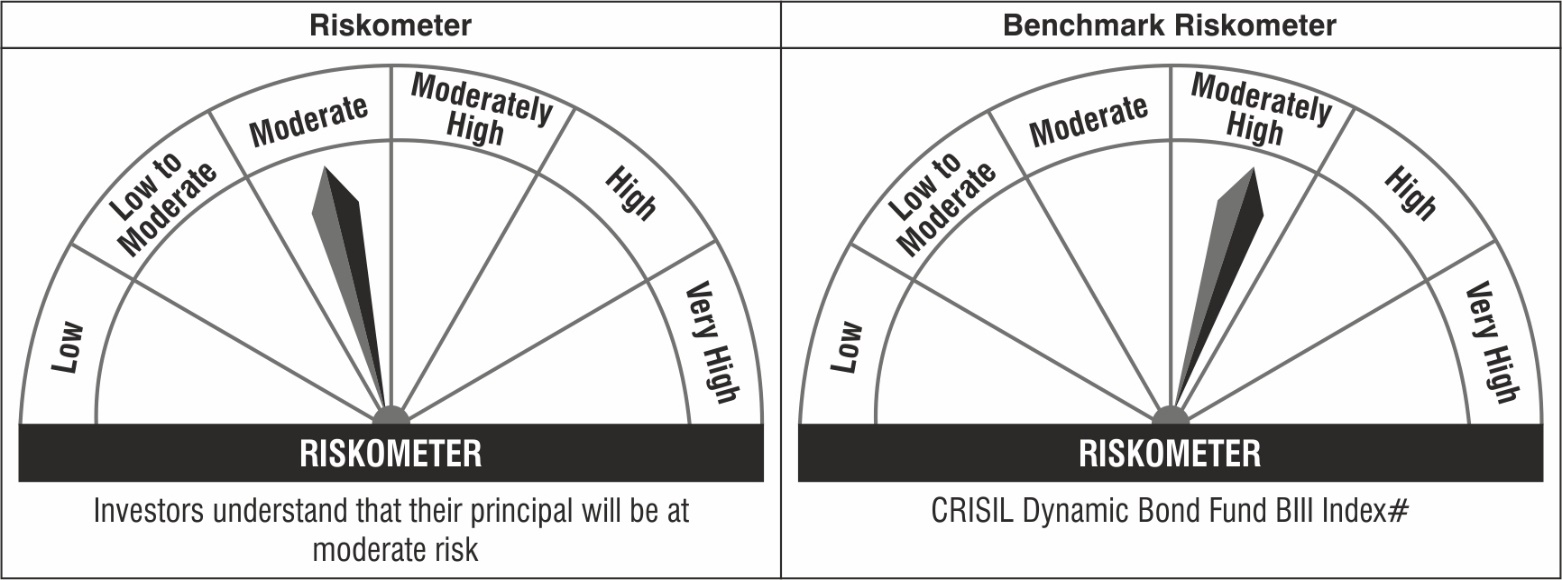 Riskometer
Low
Low to
Moderate
Moderate
Moderately
High
High
Very High
RISKOMETER
Investors understand that their principal will be at
moderate risk
Benchmark Riskometer
Low
Low to
Moderate
Moderate
Moderately
High
High
Very High
RISKOMETER
CRISIL Dynamic Bond Fund BIII Index#